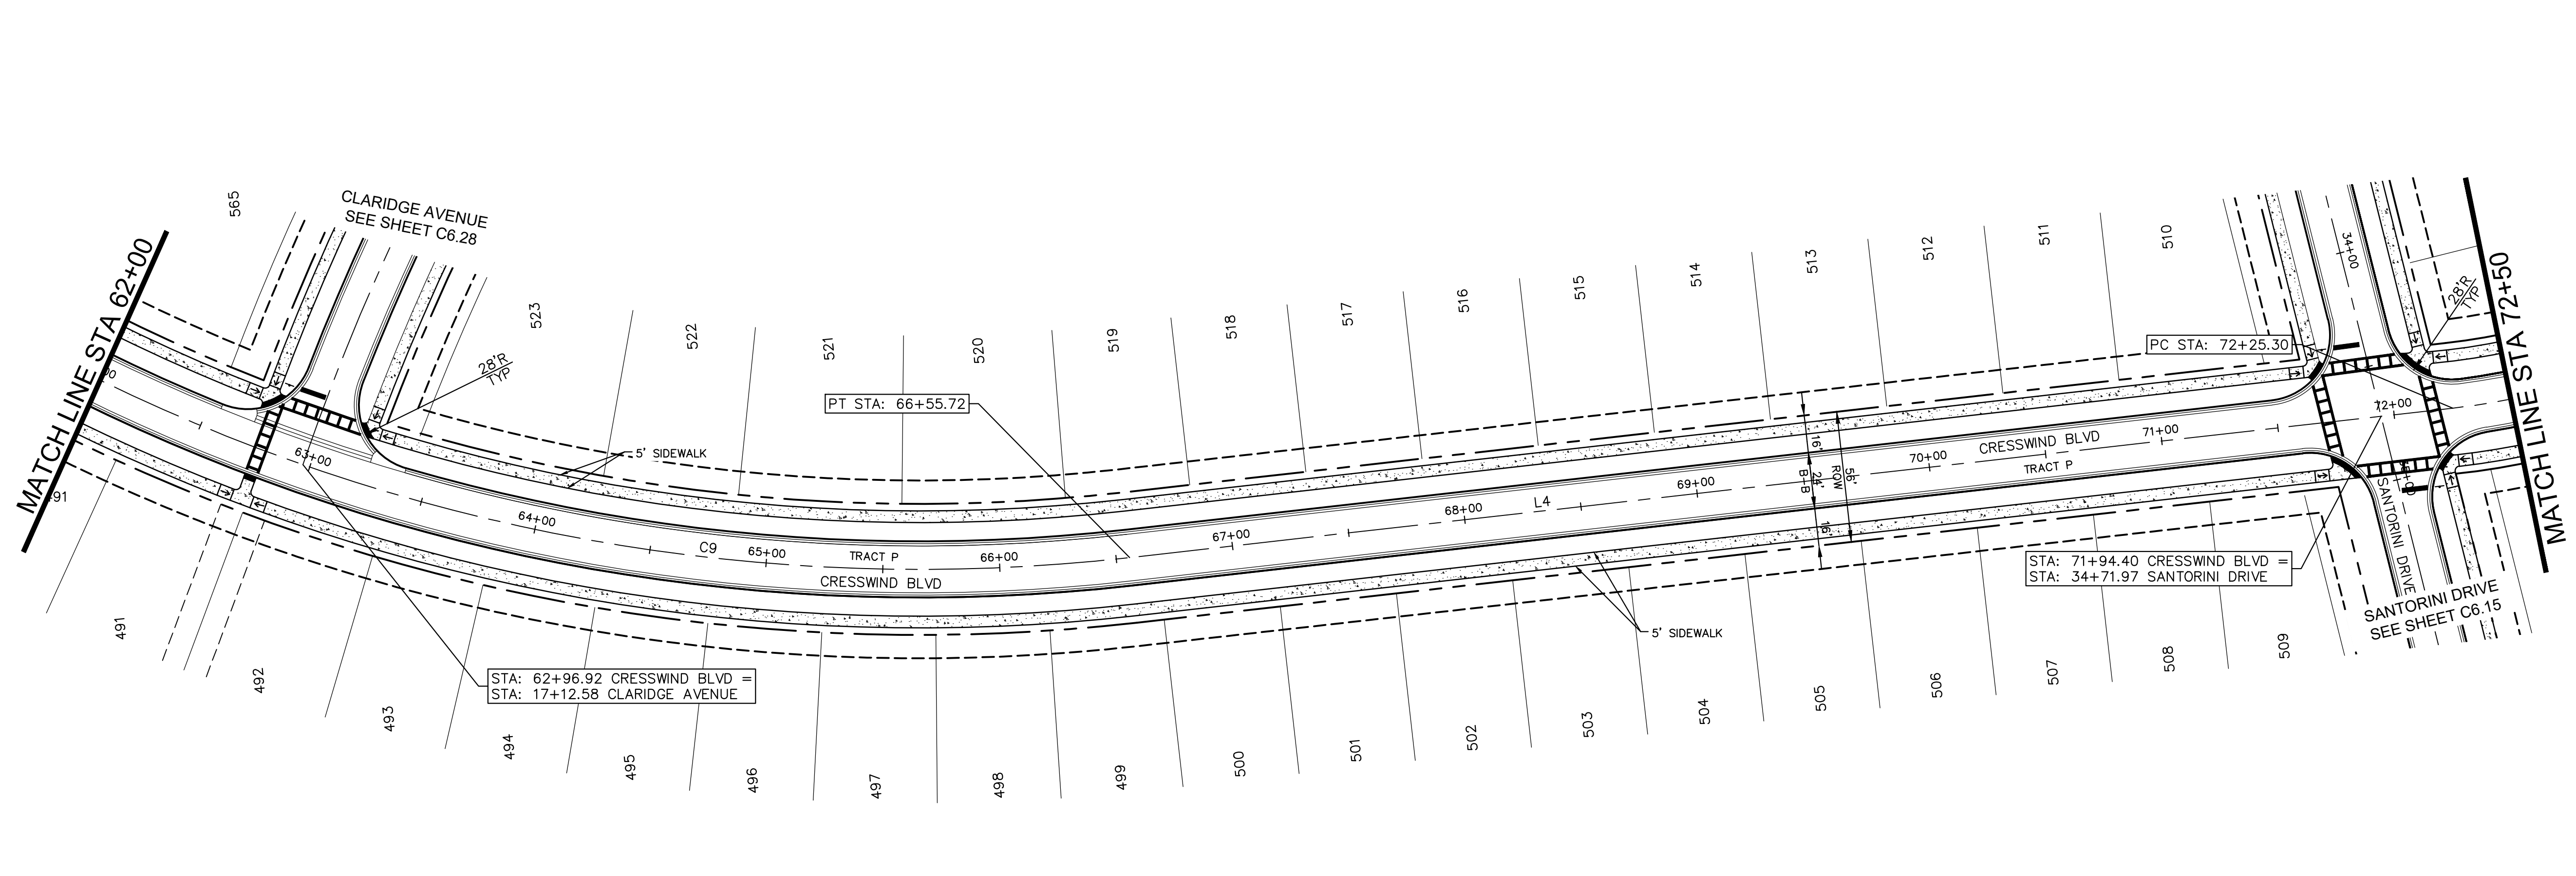 MATCH LINE STA 62+00
565
CLARIDGE AVENUE
SEE SHEET C6.28
28'R
TYP
523
522
521
520
519
518
517
516
515
514
513
512
511
510
34+00
28'R
TYP
MATCH LINE STA 72+50
PC STA: 72+25.30
PT STA: 66+55.72
5' SIDEWALK
63+00
64+00
C9
65+00
TRACT P
66+00
CRESSWIND BLVD
67+00
68+00
L4
69+00
16'
24'
B-B
16'
56'
ROW
70+00
CRESSWIND BLVD
TRACT P
71+00
72+00
35+00
SANTORINI DRIVE
STA: 71+94.40 CRESSWIND BLVD =
STA: 34+71.97 SANTORINI DRIVE
SANTORINI DRIVE
SEE SHEET C6.15
5' SIDEWALK
STA: 62+96.92 CRESSWIND BLVD =
STA: 17+12.58 CLARIDGE AVENUE
491
491
492
493
494
495
496
497
498
499
500
501
502
503
504
505
506
507
508
509